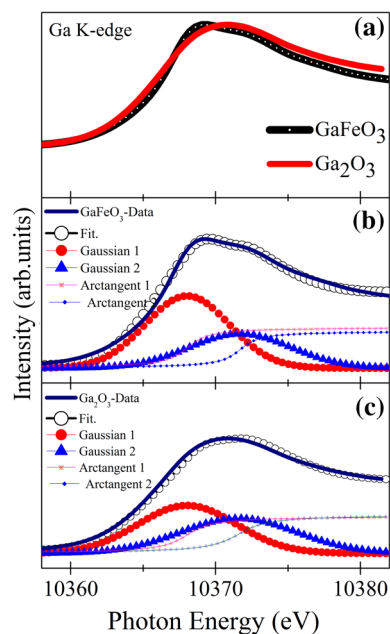 Ga K-edge
(a)
GaFeO3
Ga2O3
GaFeO3-Data
(b)
Fit.
Gaussian 1
Gaussian 2
Arctangent 1
Arctangent 2
Ga2O3-Data
(c)
Fit.
Gaussian 1
Gaussian 2
Arctangent 1
Arctangent 2
Intensity (arb.units)
10360 10370 10380
Photon Energy (eV)